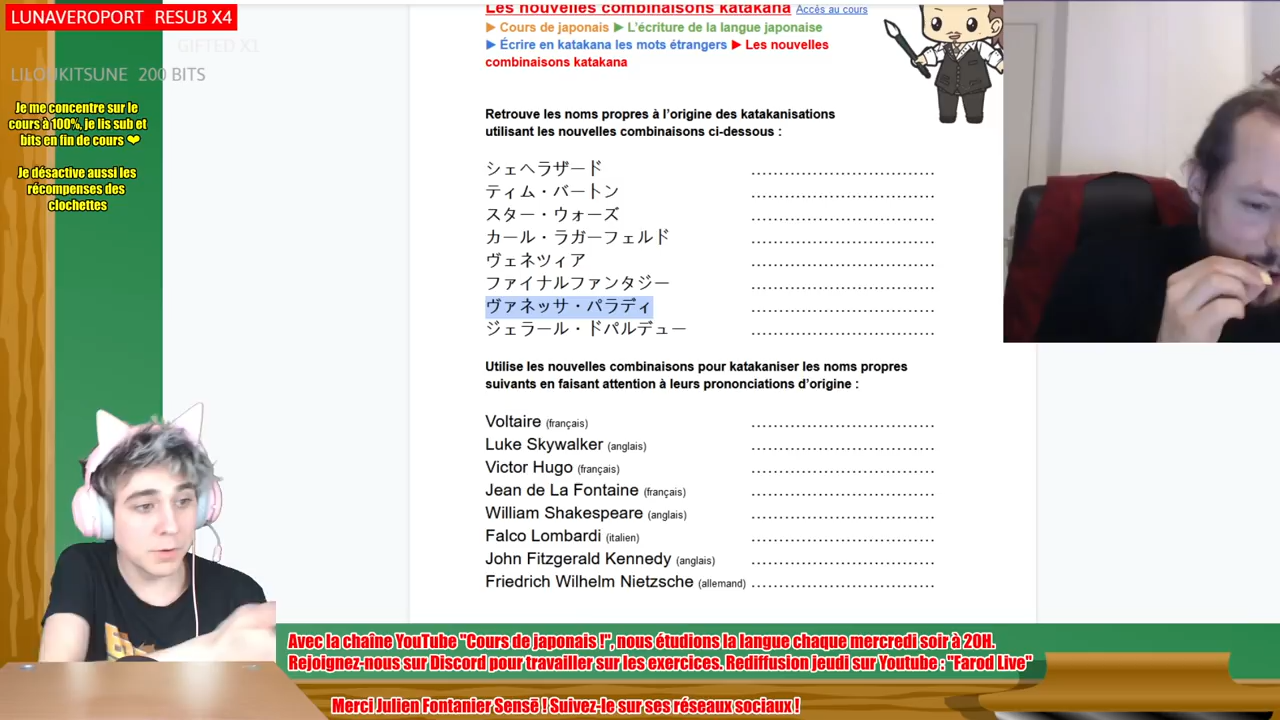 LUNAVEROPORT RESUB X4
GIFTED X1
LILOUKITSUNE 200 BITS
Je me concentre sur le
cours à 100%, je lis sub et
bits en fin de cours ❤
Je désactive aussi les
récompenses des
clochettes
Les nouvelles combinaisons katakana Accès au cours
▶ Cours de japonais ▶ L'écriture de la langue japonaise
▶ Écrire en katakana les mots étrangers ▶ Les nouvelles
combinaisons katakana
Retrouve les noms propres à l'origine des katakanisations
utilisant les nouvelles combinaisons ci-dessous :
シェヘラザード ......................................
ティム・バートン ......................................
スター・ウォーズ ......................................
カール・ラガーフェルド ......................................
ヴェネツィア ......................................
ファイナルファンタジー ......................................
ヴァネッサ・パラディ ......................................
ジェラール・ドパルデュー ......................................
Utilise les nouvelles combinaisons pour katakaniser les noms propres
suivants en faisant attention à leurs prononciations d'origine :
Voltaire (français) ......................................
Luke Skywalker (anglais) ......................................
Victor Hugo (français) ......................................
Jean de La Fontaine (français) ......................................
William Shakespeare (anglais) ......................................
Falco Lombardi (italien) ......................................
John Fitzgerald Kennedy (anglais) ......................................
Friedrich Wilhelm Nietzsche (allemand) ......................................
Avec la chaîne YouTube "Cours de japonais !", nous étudions la langue chaque mercredi soir à 20H.
Rejoignez-nous sur Discord pour travailler sur les exercices. Rediffusion jeudi sur Youtube : "Farod Live"
Merci Julien Fontanier Sensē ! Suivez-le sur ses réseaux sociaux !